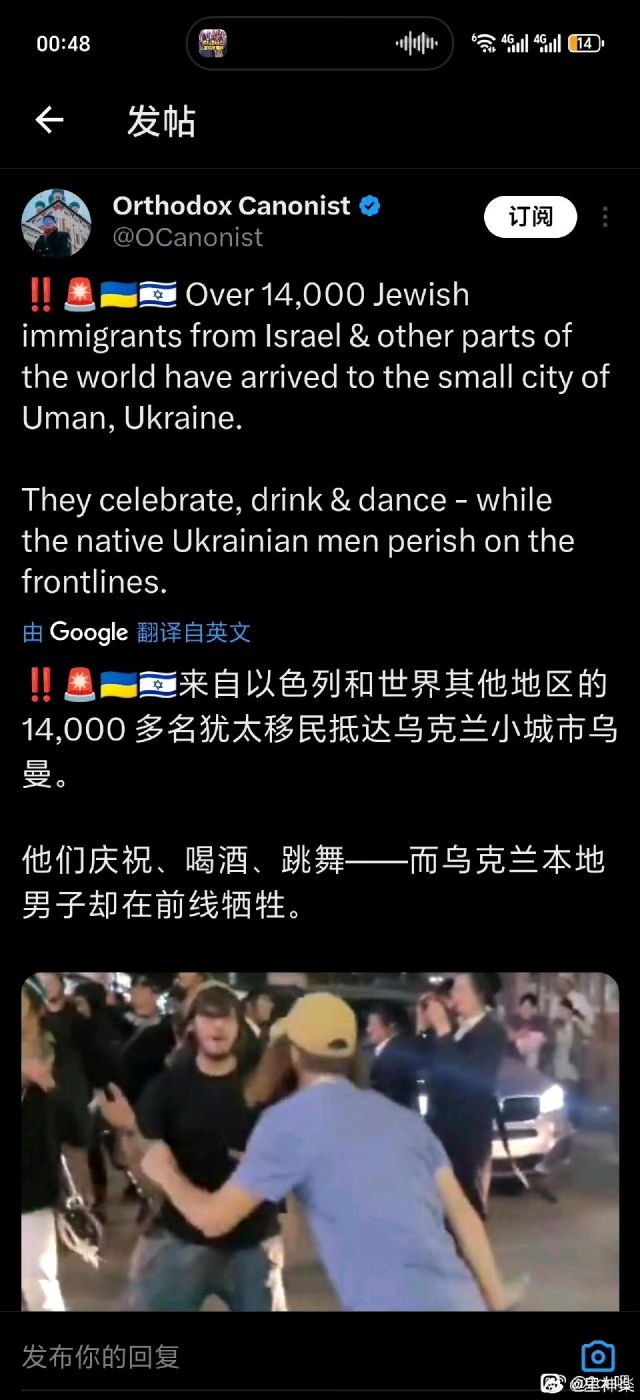 00:48
6 4G 4G 14
发帖
Orthodox Canonist
@OCanonist
订阅
‼️🚨🇺🇦🇮🇱 Over 14,000 Jewish
immigrants from Israel & other parts of
the world have arrived to the small city of
Uman, Ukraine.
They celebrate, drink & dance - while
the native Ukrainian men perish on the
frontlines.
由 Google 翻译自英文
‼️🚨🇺🇦🇮🇱来自以色列和世界其他地区的
14,000 多名犹太移民抵达乌克兰小城市乌
曼。
他们庆祝、喝酒、跳舞——而乌克兰本地
男子却在前线牺牲。
发布你的回复